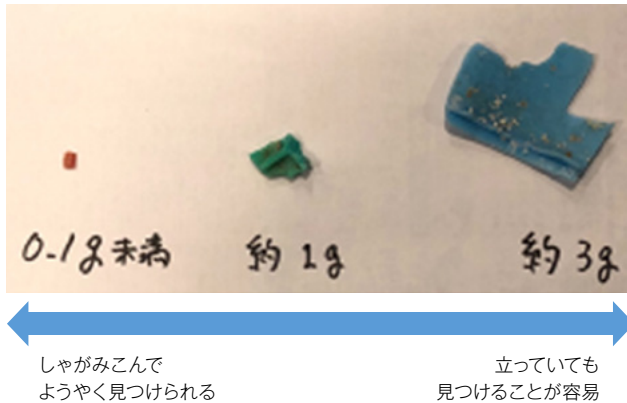 0.1g未満
約1g
約3g
しゃがみこんで
ようやく見つけられる
立っていても
見つけることが容易